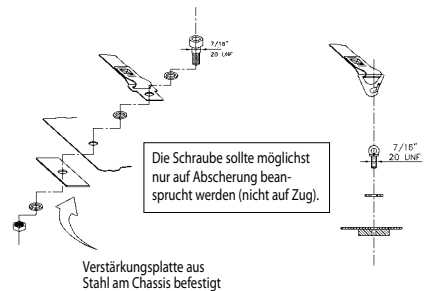 7/16"
20 UNF
Die Schraube sollte möglichst
nur auf Abscherung bean-
sprucht werden (nicht auf Zug).
7/16"
20 UNF
Verstärkungsplatte aus
Stahl am Chassis befestigt